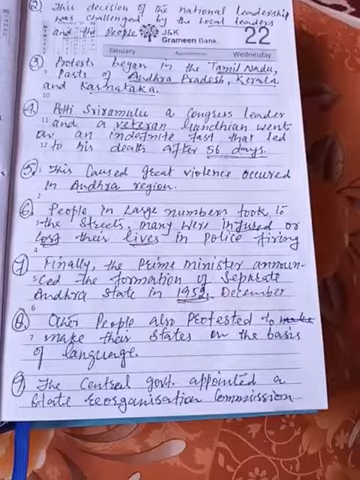 2) This decision of the national leadership
was challenged by the local leaders
and the People.
J&K
Grameen Bank
22
January
Wednesday
3) Protests began in the Tamil Nadu,
Parts of Andhra Pradesh, Kerala
and Karnataka.
4) Potti Sriramulu a Congress leader
and a veteran Gandhian went
on an indefinite fast that led
to his death after 56 days.
5) This Caused great violence occured
in Andhra region.
6) People in large numbers took to
the streets, many were injured or
lost their lives in police firing
7) Finally, the Prime Minister announ-
ced the formation of Separate
Andhra state in 1952, December
8) Other People also Protested to
make their states on the basis
of language.
9) The Central govt. appointed a
State reorganisation Commission